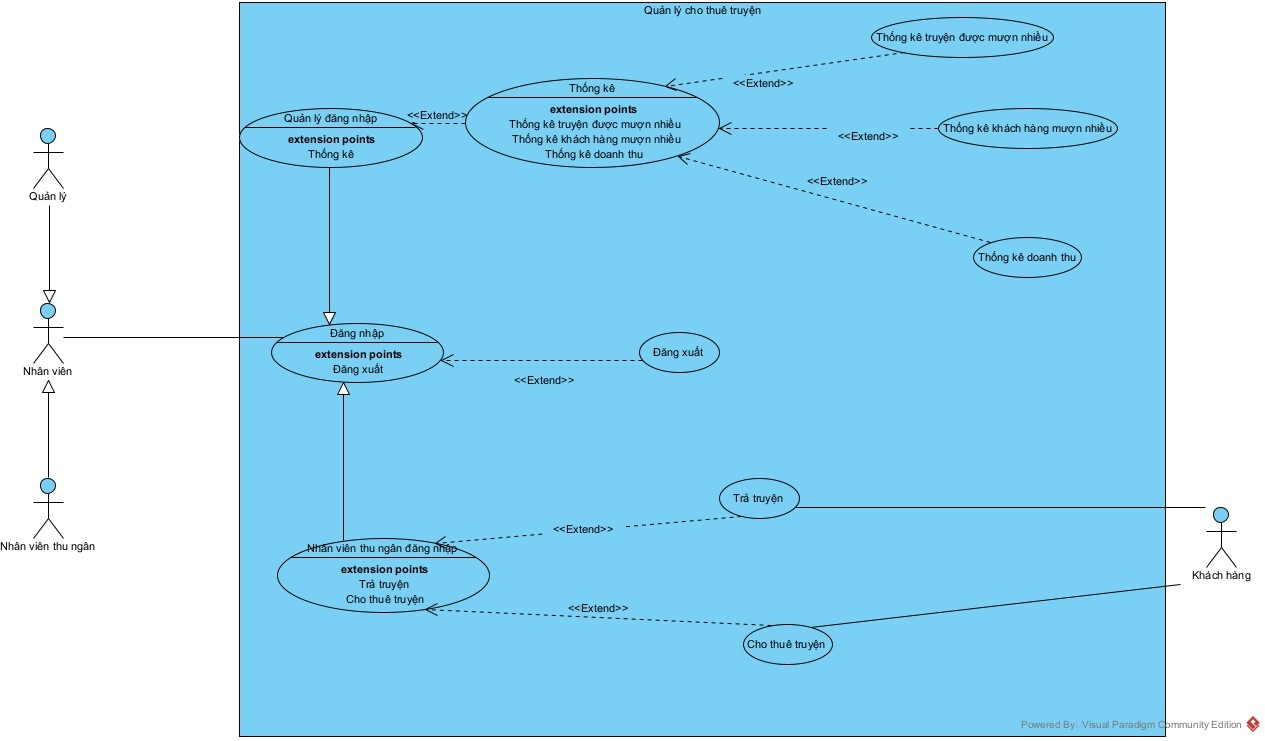 Quản lý cho thuê truyện
Thống kê truyện được mượn nhiều
<<Extend>>
Thống kê
extension points
Thống kê truyện được mượn nhiều
Thống kê khách hàng mượn nhiều
Thống kê doanh thu
<<Extend>>
Quản lý đăng nhập
extension points
Thống kê
Thống kê khách hàng mượn nhiều
<<Extend>>
<<Extend>>
Thống kê doanh thu
Quản lý
Nhân viên
Đăng nhập
extension points
Đăng xuất
Đăng xuất
<<Extend>>
Trả truyện
<<Extend>>
Nhân viên thu ngân
Nhân viên thu ngân đăng nhập
extension points
Trả truyện
Cho thuê truyện
Khách hàng
<<Extend>>
Cho thuê truyện
Powered By: Visual Paradigm Community Edition